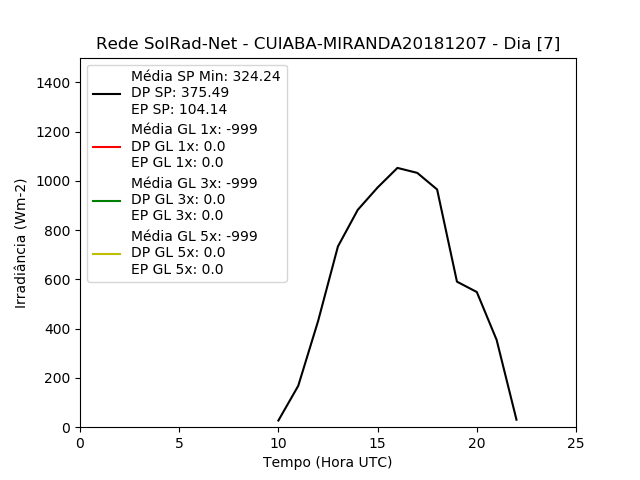 Rede SolRad-Net - CUIABA-MIRANDA20181207 - Dia [7]
Média SP Min: 324.24
DP SP: 375.49
EP SP: 104.14
Média GL 1x: -999
DP GL 1x: 0.0
EP GL 1x: 0.0
Média GL 3x: -999
DP GL 3x: 0.0
EP GL 3x: 0.0
Média GL 5x: -999
DP GL 5x: 0.0
EP GL 5x: 0.0
Irradiância (Wm-2)
1400
1200
1000
800
600
400
200
0
0 5 10 15 20 25
Tempo (Hora UTC)